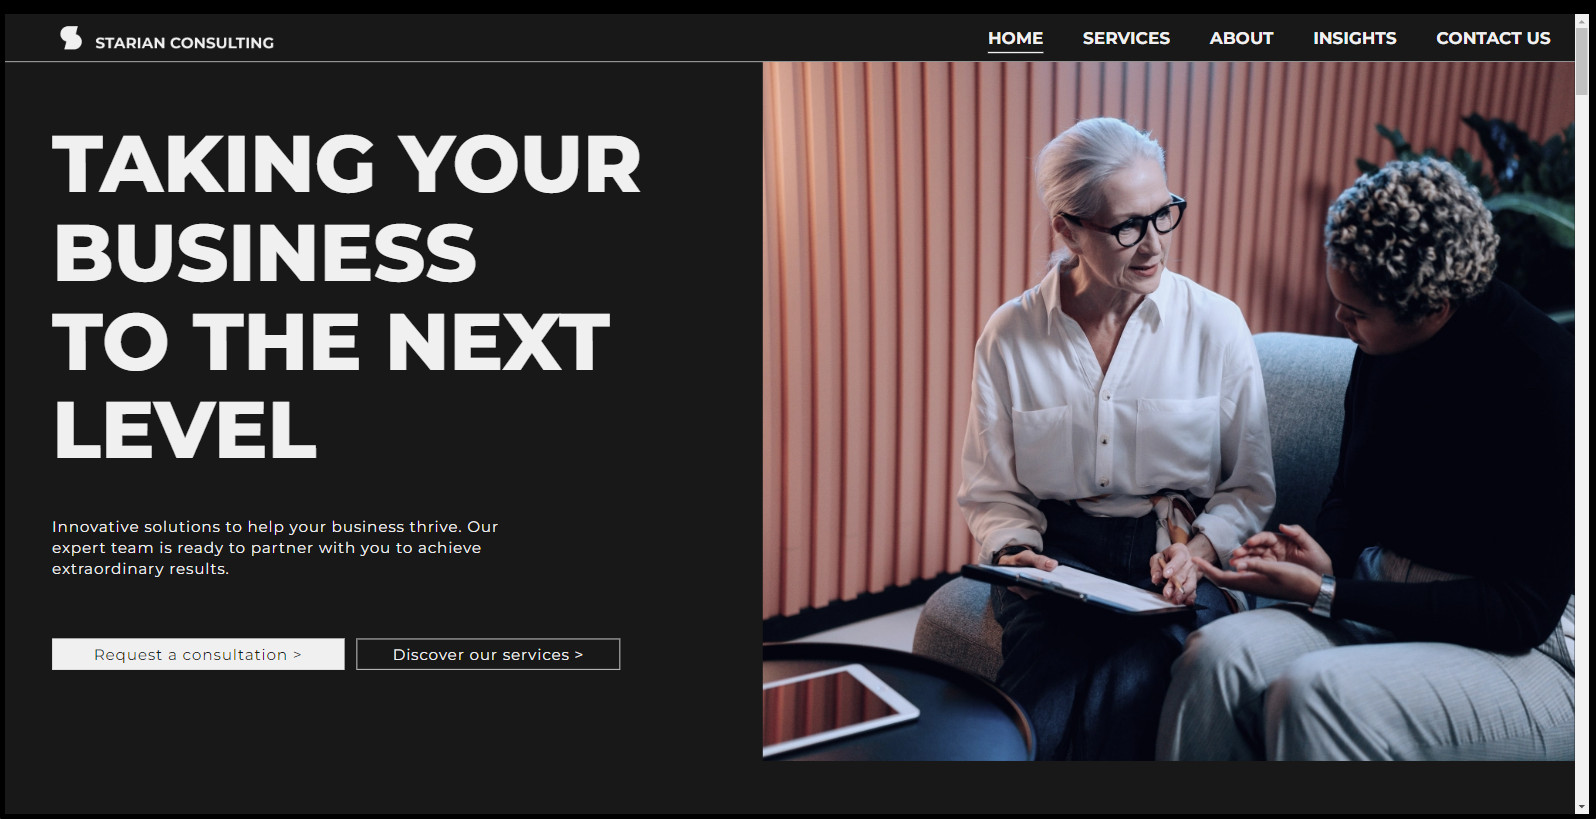 STARIAN CONSULTING
HOME SERVICES ABOUT INSIGHTS CONTACT US
TAKING YOUR
BUSINESS
TO THE NEXT
LEVEL
Innovative solutions to help your business thrive. Our
expert team is ready to partner with you to achieve
extraordinary results.
Request a consultation >
Discover our services >